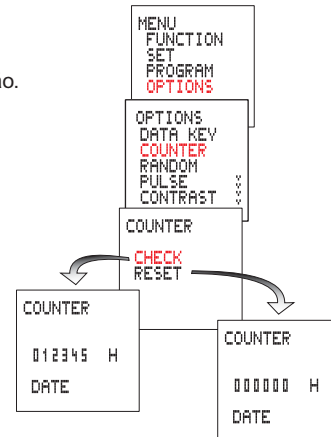 MENU
FUNCTION
SET
PROGRAM
OPTIONS
no.
OPTIONS
DATA KEY
COUNTER
RANDOM
PULSE
CONTRAST
COUNTER
CHECK
RESET
COUNTER
012345 H
DATE
COUNTER
000000 H
DATE